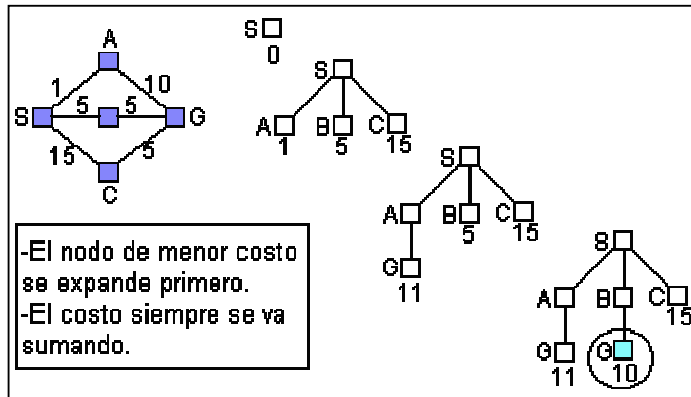 A
1 10
S 5 5 G
15 5
C
S
0
S
A B C
1 5 15
S
A B C
5 15
G
11
S
A B C
15
G G
11 10
-El nodo de menor costo
se expande primero.
-El costo siempre se va
sumando.